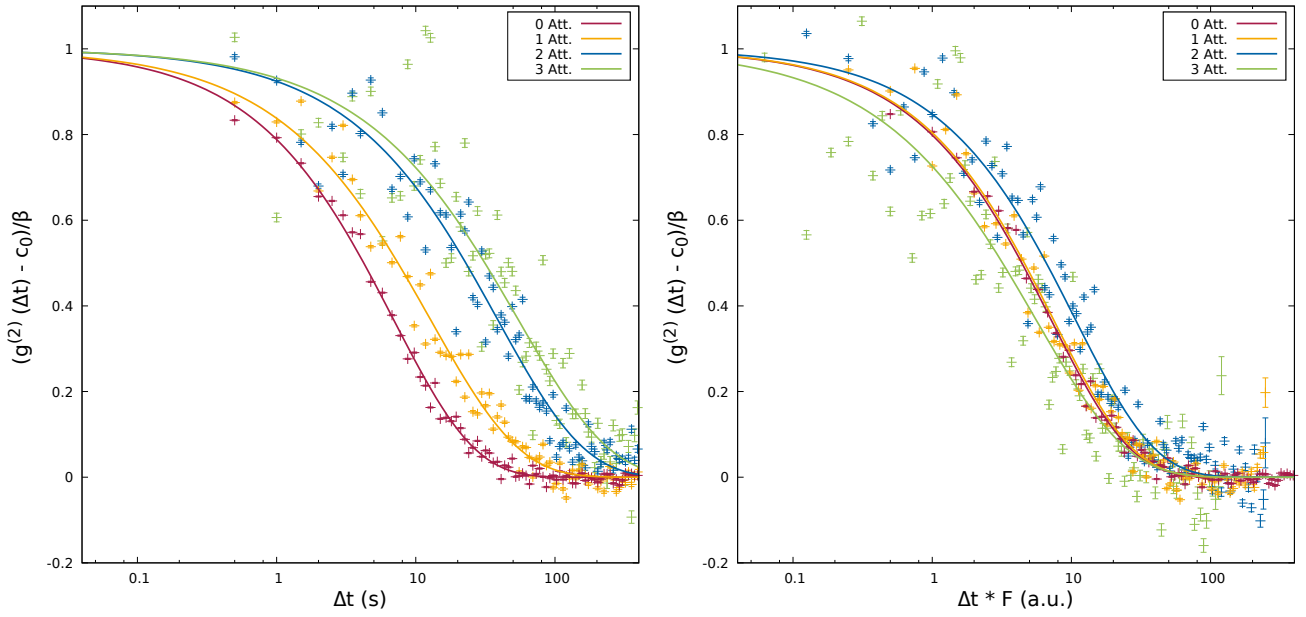 0 Att.
1 Att.
2 Att.
3 Att.
1
0.8
0.6
0.4
0.2
0
-0.2
(g^(2) (Δt) - c₀)/β
0.1
1
10
100
Δt (s)
0 Att.
1 Att.
2 Att.
3 Att.
1
0.8
0.6
0.4
0.2
0
-0.2
(g^(2) (Δt) - c₀)/β
0.1
1
10
100
Δt * F (a.u.)